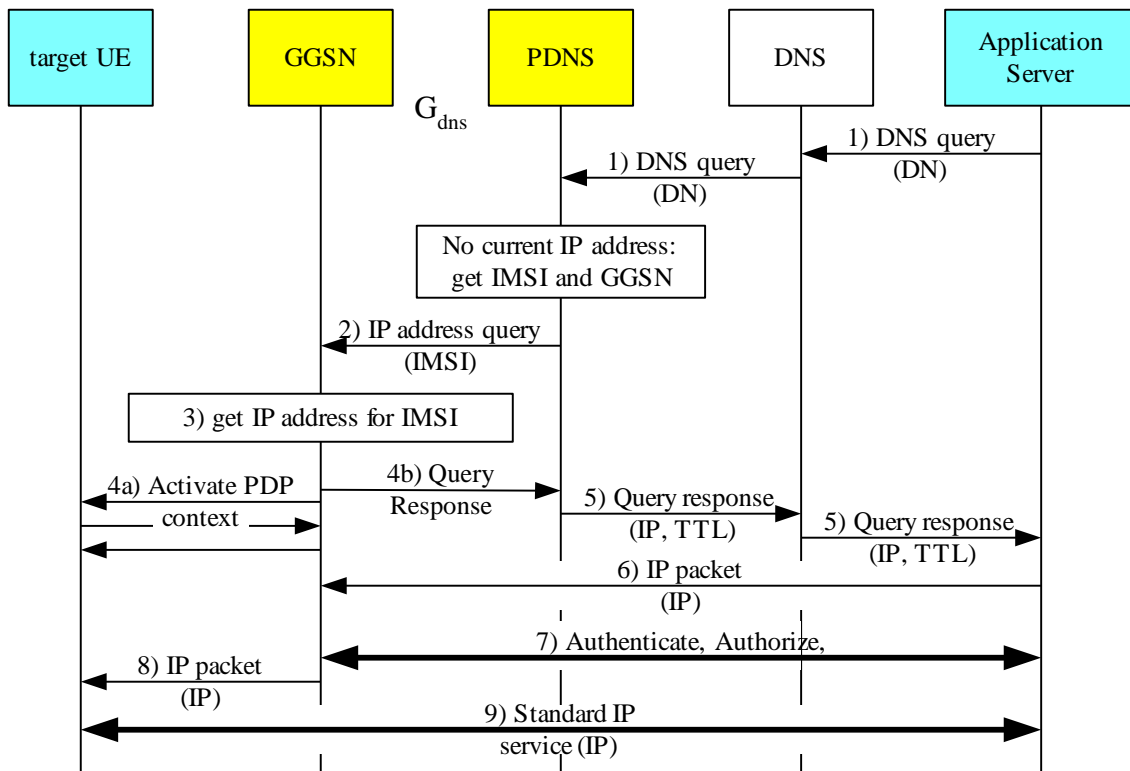 target UE
GGSN
PDNS
DNS
Application
Server
G_dns
1) DNS query
(DN)
1) DNS query
(DN)
No current IP address:
get IMSI and GGSN
2) IP address query
(IMSI)
3) get IP address for IMSI
4a) Activate PDP
context
4b) Query
Response
5) Query response
(IP, TTL)
5) Query response
(IP, TTL)
6) IP packet
(IP)
7) Authenticate, Authorize,
8) IP packet
(IP)
9) Standard IP
service (IP)